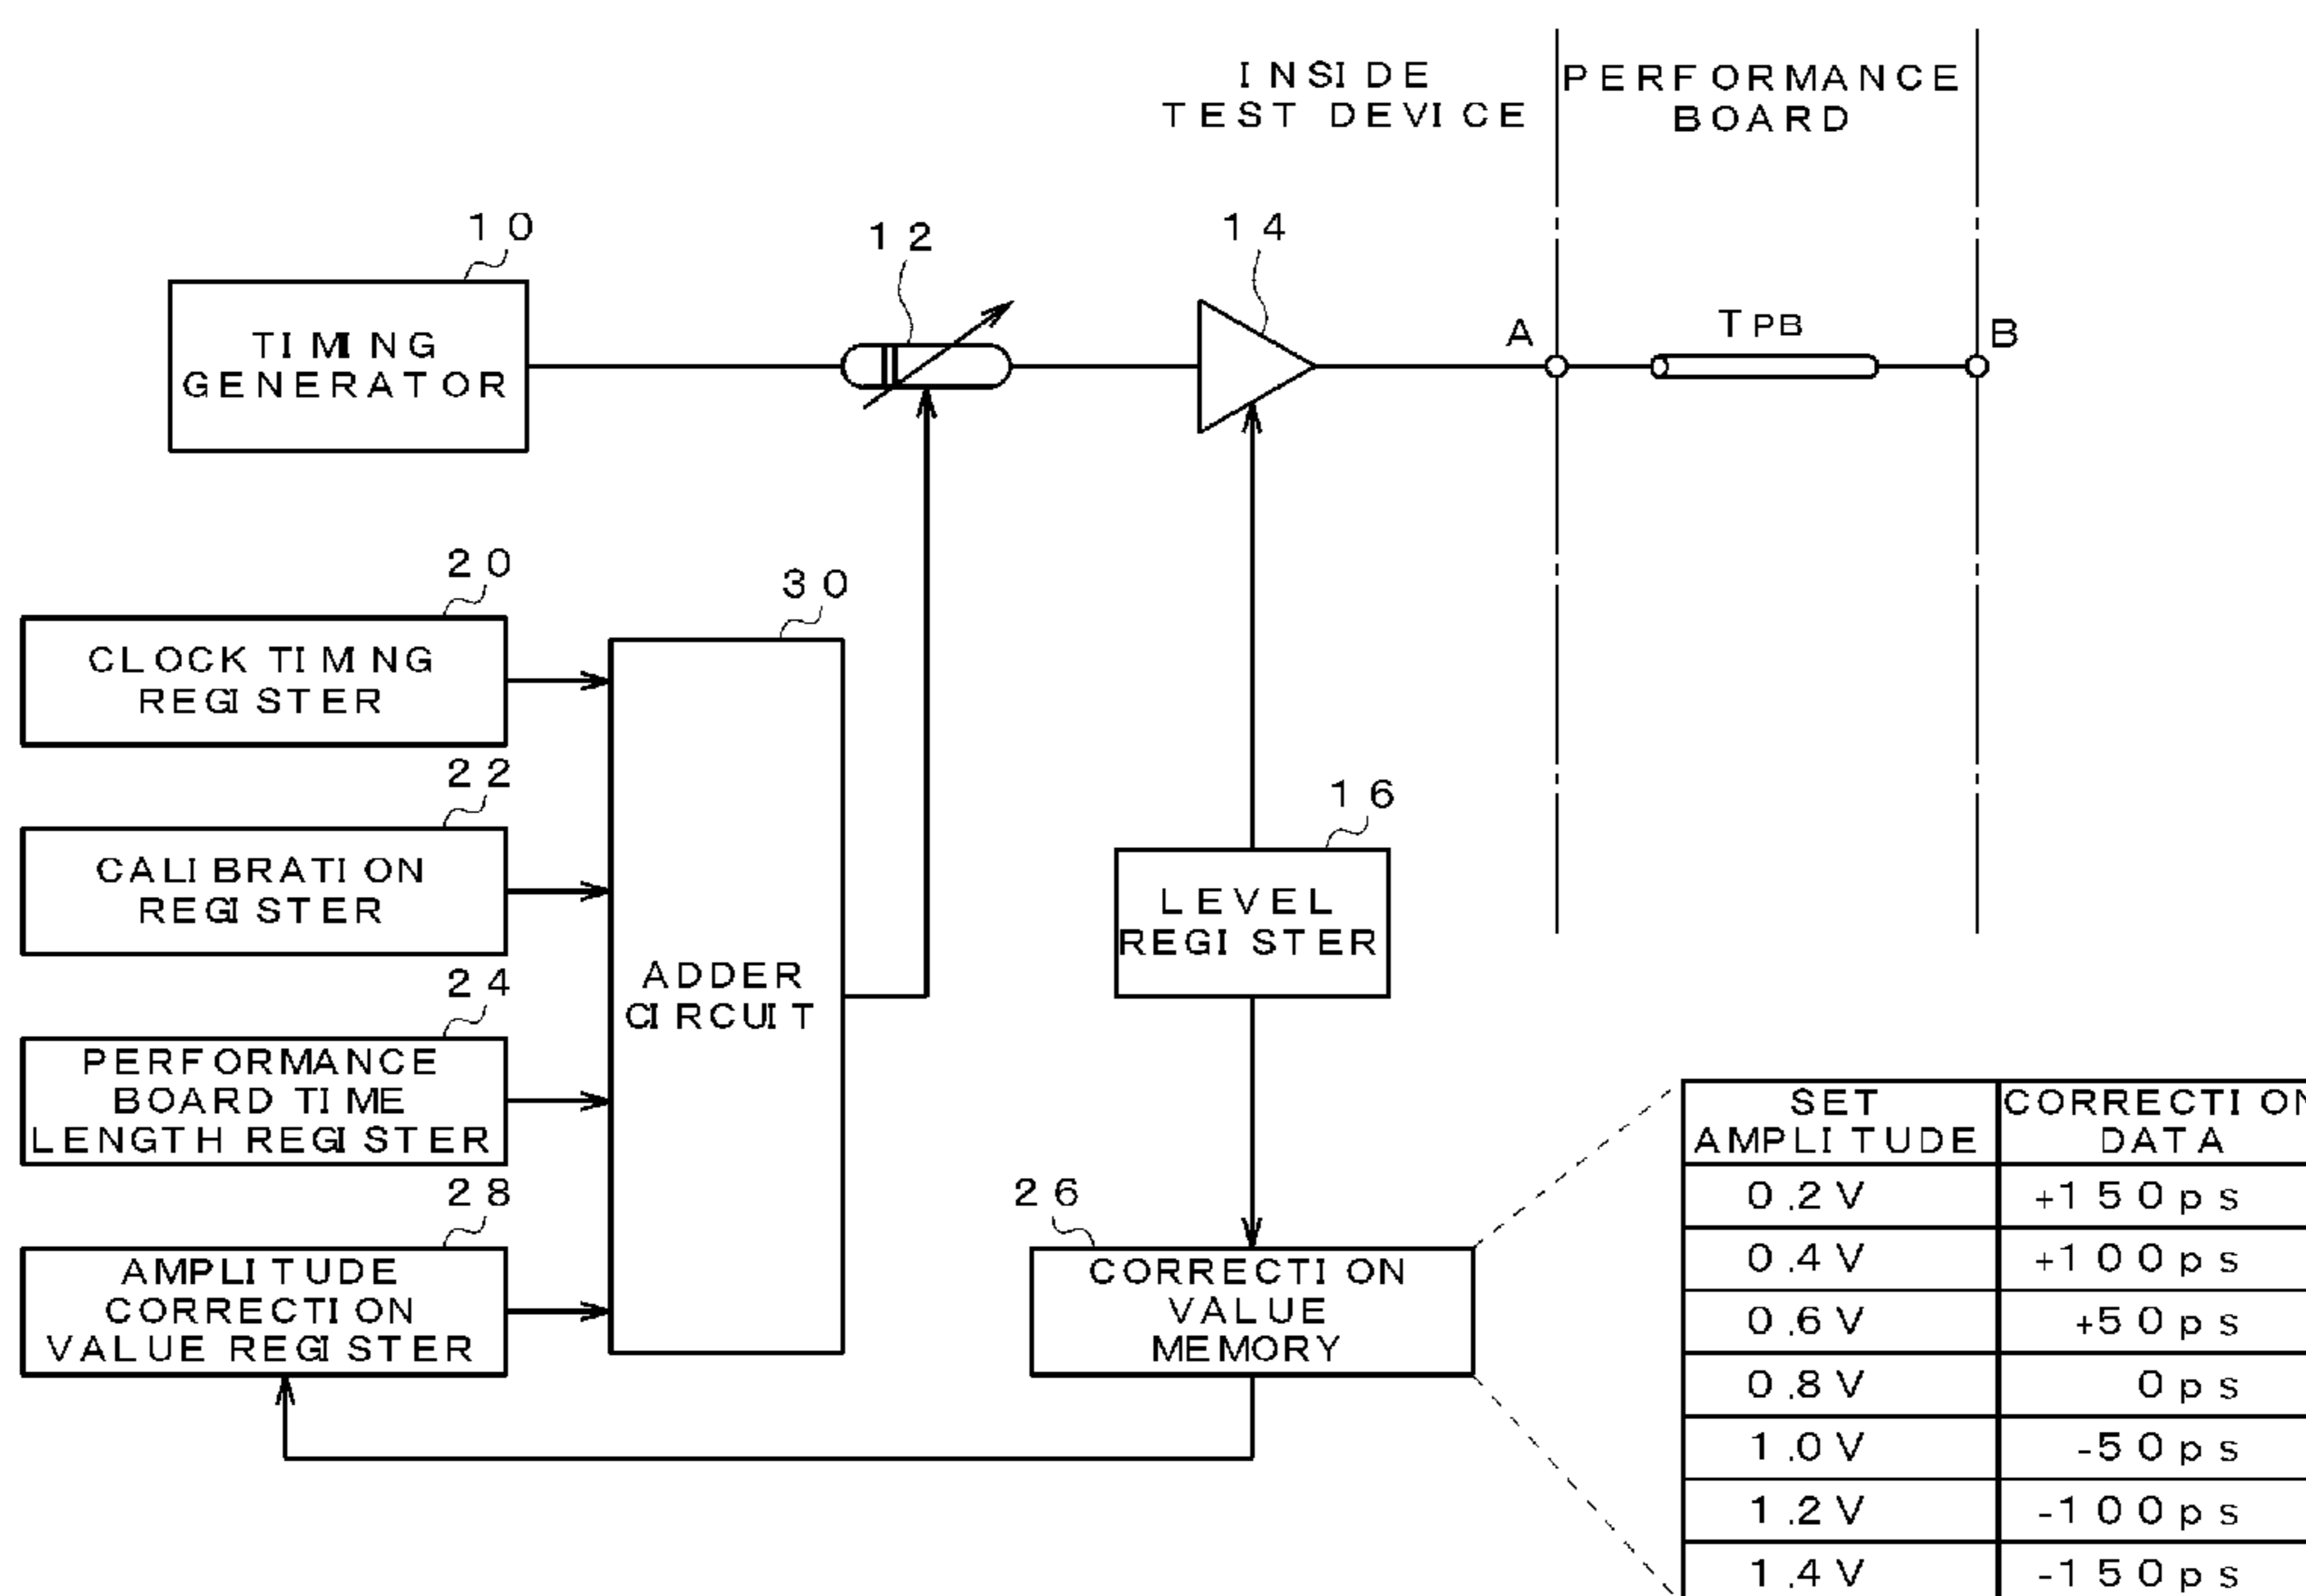 INSIDE
TEST DEVICE
PERFORMANCE
BOARD
10
12
14
TIMING
GENERATOR
A
TPB
B
20
CLOCK TIMING
REGISTER
30
22
CALIBRATION
REGISTER
16
LEVEL
REGISTER
ADDER
CIRCUIT
24
PERFORMANCE
BOARD TIME
LENGTH REGISTER
28
AMPLITUDE
CORRECTION
VALUE REGISTER
26
CORRECTION
VALUE
MEMORY
SET
AMPLITUDE
CORRECTION
DATA
0.2V +150ps
0.4V +100ps
0.6V +50ps
0.8V 0ps
1.0V -50ps
1.2V -100ps
1.4V -150ps